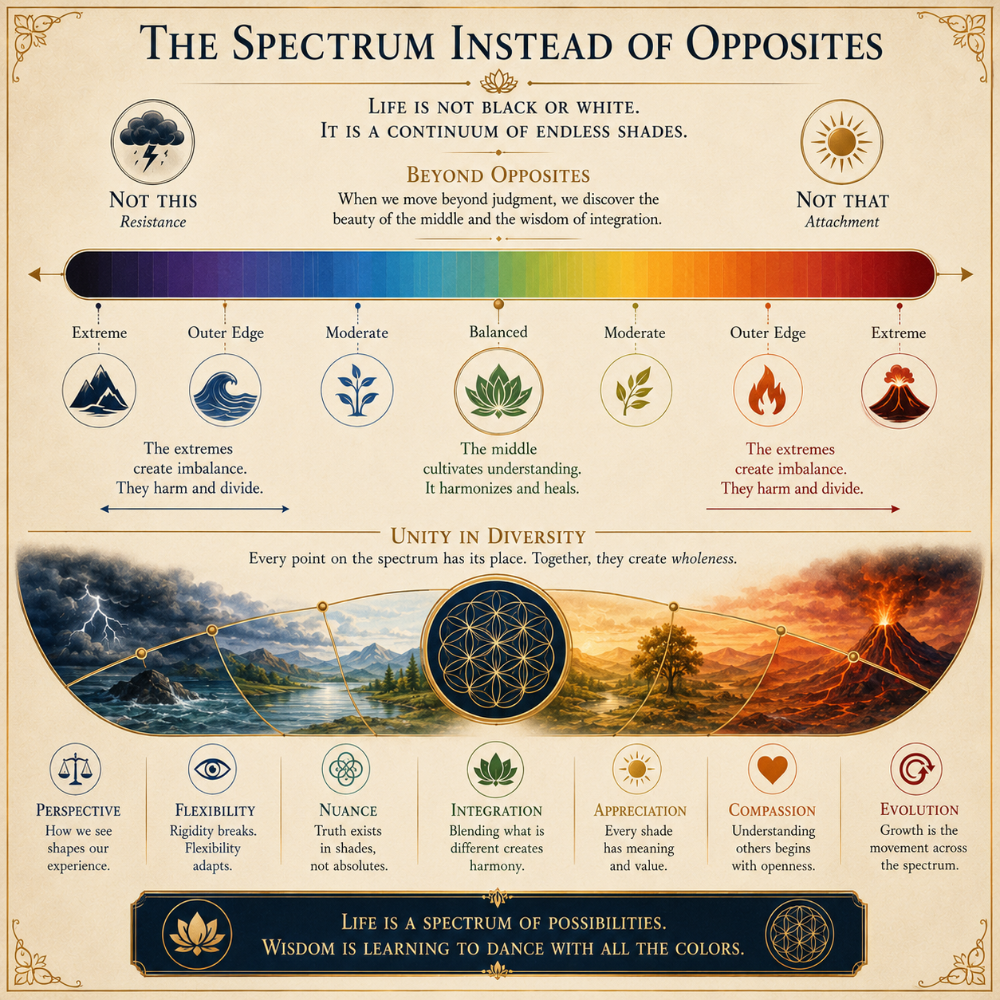 THE SPECTRUM INSTEAD OF OPPOSITES
LIFE IS NOT BLACK OR WHITE.
IT IS A CONTINUUM OF ENDLESS SHADES.
NOT THIS
Resistance
BEYOND OPPOSITES
When we move beyond judgment, we discover the
beauty of the middle and the wisdom of integration.
NOT THAT
Attachment
Extreme
Outer Edge
Moderate
Balanced
Moderate
Outer Edge
Extreme
The extremes
create imbalance.
They harm and divide.
The middle
cultivates understanding.
It harmonizes and heals.
The extremes
create imbalance.
They harm and divide.
UNITY IN DIVERSITY
Every point on the spectrum has its place. Together, they create wholeness.
PERSPECTIVE
How we see
shapes our
experience.
FLEXIBILITY
Rigidity breaks.
Flexibility
adapts.
NUANCE
Truth exists
in shades,
not absolutes.
INTEGRATION
Blending what is
different creates
harmony.
APPRECIATION
Every shade
has meaning
and value.
COMPASSION
Understanding
others begins
with openness.
EVOLUTION
Growth is the
movement across
the spectrum.
LIFE IS A SPECTRUM OF POSSIBILITIES.
WISDOM IS LEARNING TO DANCE WITH ALL THE COLORS.